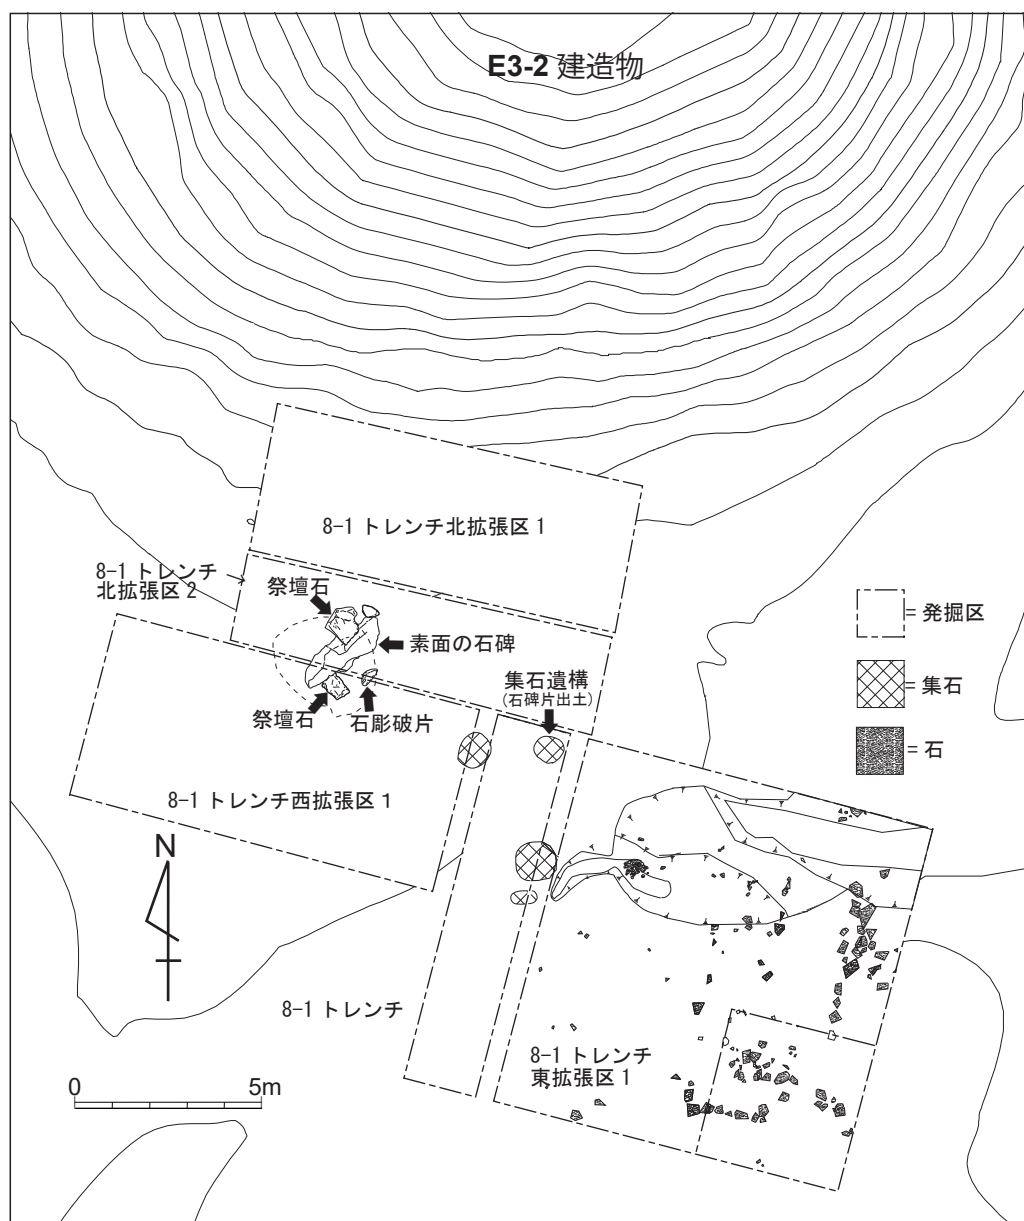 E3-2 建造物
8-1 トレンチ北拡張区 1
8-1 トレンチ
北拡張区 2
祭壇石
素面の石碑
集石遺構
(石碑片出土)
祭壇石
石彫破片
= 発掘区
= 集石
= 石
8-1 トレンチ西拡張区 1
N
8-1 トレンチ
8-1 トレンチ
東拡張区 1
0
5m